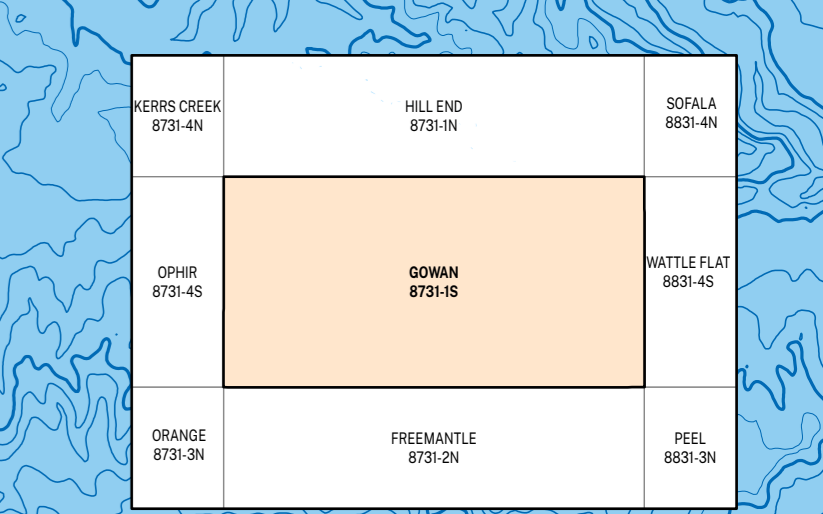 KERRS CREEK
8731-4N
HILL END
8731-1N
SOFALA
8831-4N
OPHIR
8731-4S
GOWAN
8731-1S
WATTLE FLAT
8831-4S
ORANGE
8731-3N
FREEMANTLE
8731-2N
PEEL
8831-3N